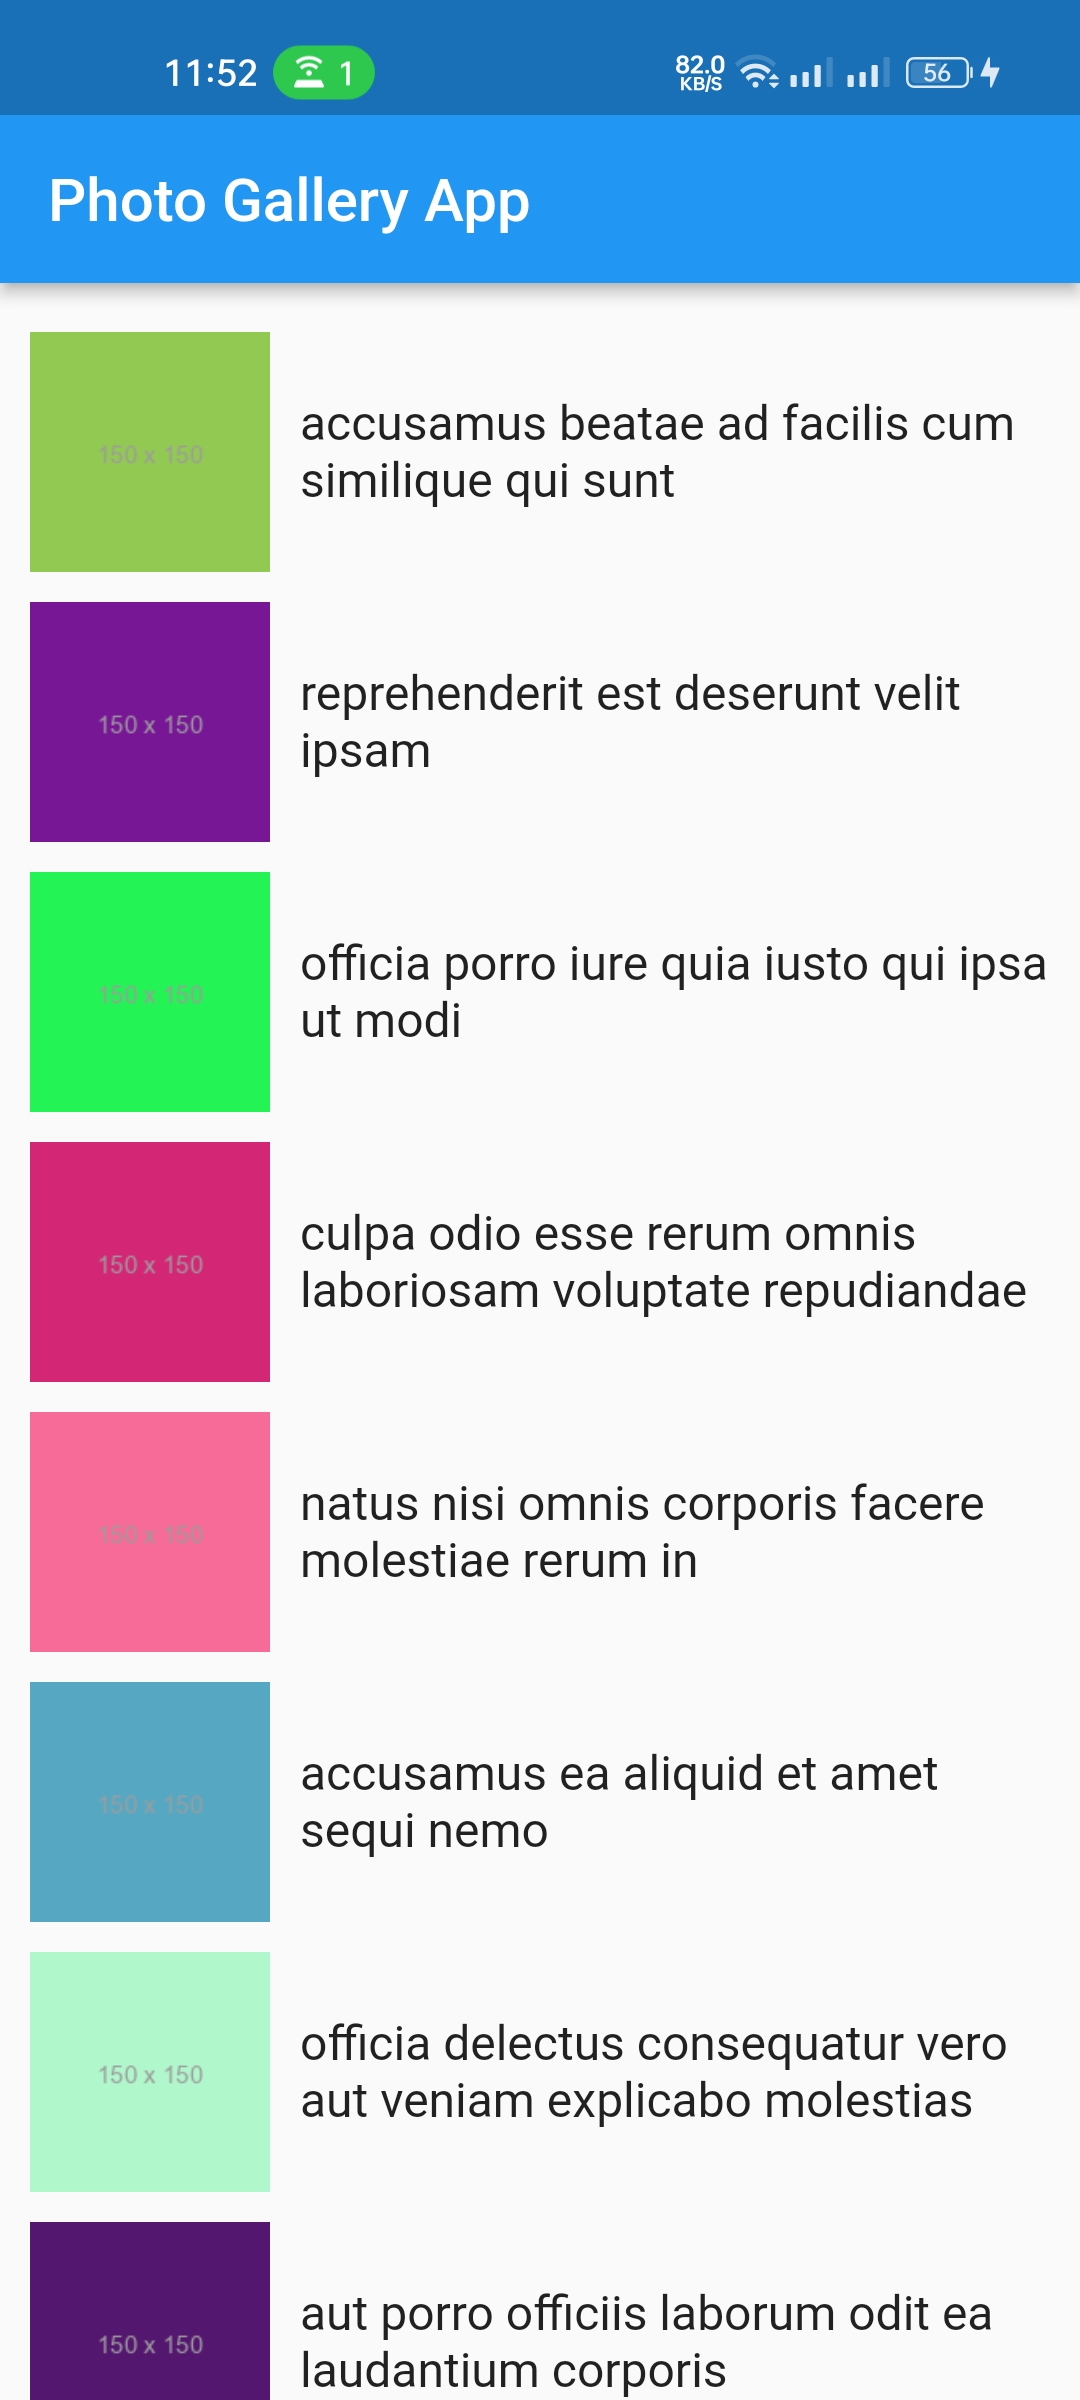 11:52 1 82.0 KB/S 56
Photo Gallery App
150 x 150
accusamus beatae ad facilis cum
similique qui sunt
150 x 150
reprehenderit est deserunt velit
ipsam
150 x 150
officia porro iure quia iusto qui ipsa
ut modi
150 x 150
culpa odio esse rerum omnis
laboriosam voluptate repudiandae
150 x 150
natus nisi omnis corporis facere
molestiae rerum in
150 x 150
accusamus ea aliquid et amet
sequi nemo
150 x 150
officia delectus consequatur vero
aut veniam explicabo molestias
150 x 150
aut porro officiis laborum odit ea
laudantium corporis